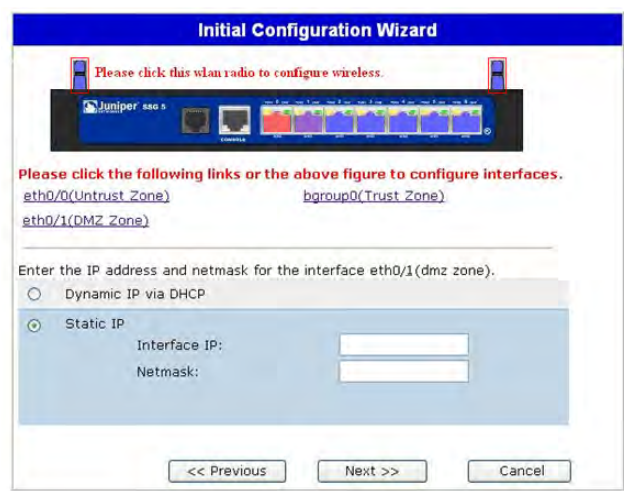 Initial Configuration Wizard
Please click this wlan radio to configure wireless.
Juniper SSG 5
CONSOLE
Please click the following links or the above figure to configure interfaces.
eth0/0(Untrust Zone) bgroup0(Trust Zone)
eth0/1(DMZ Zone)
Enter the IP address and netmask for the interface eth0/1(dmz zone).
Dynamic IP via DHCP
Static IP
Interface IP:
Netmask:
<< Previous Next >> Cancel